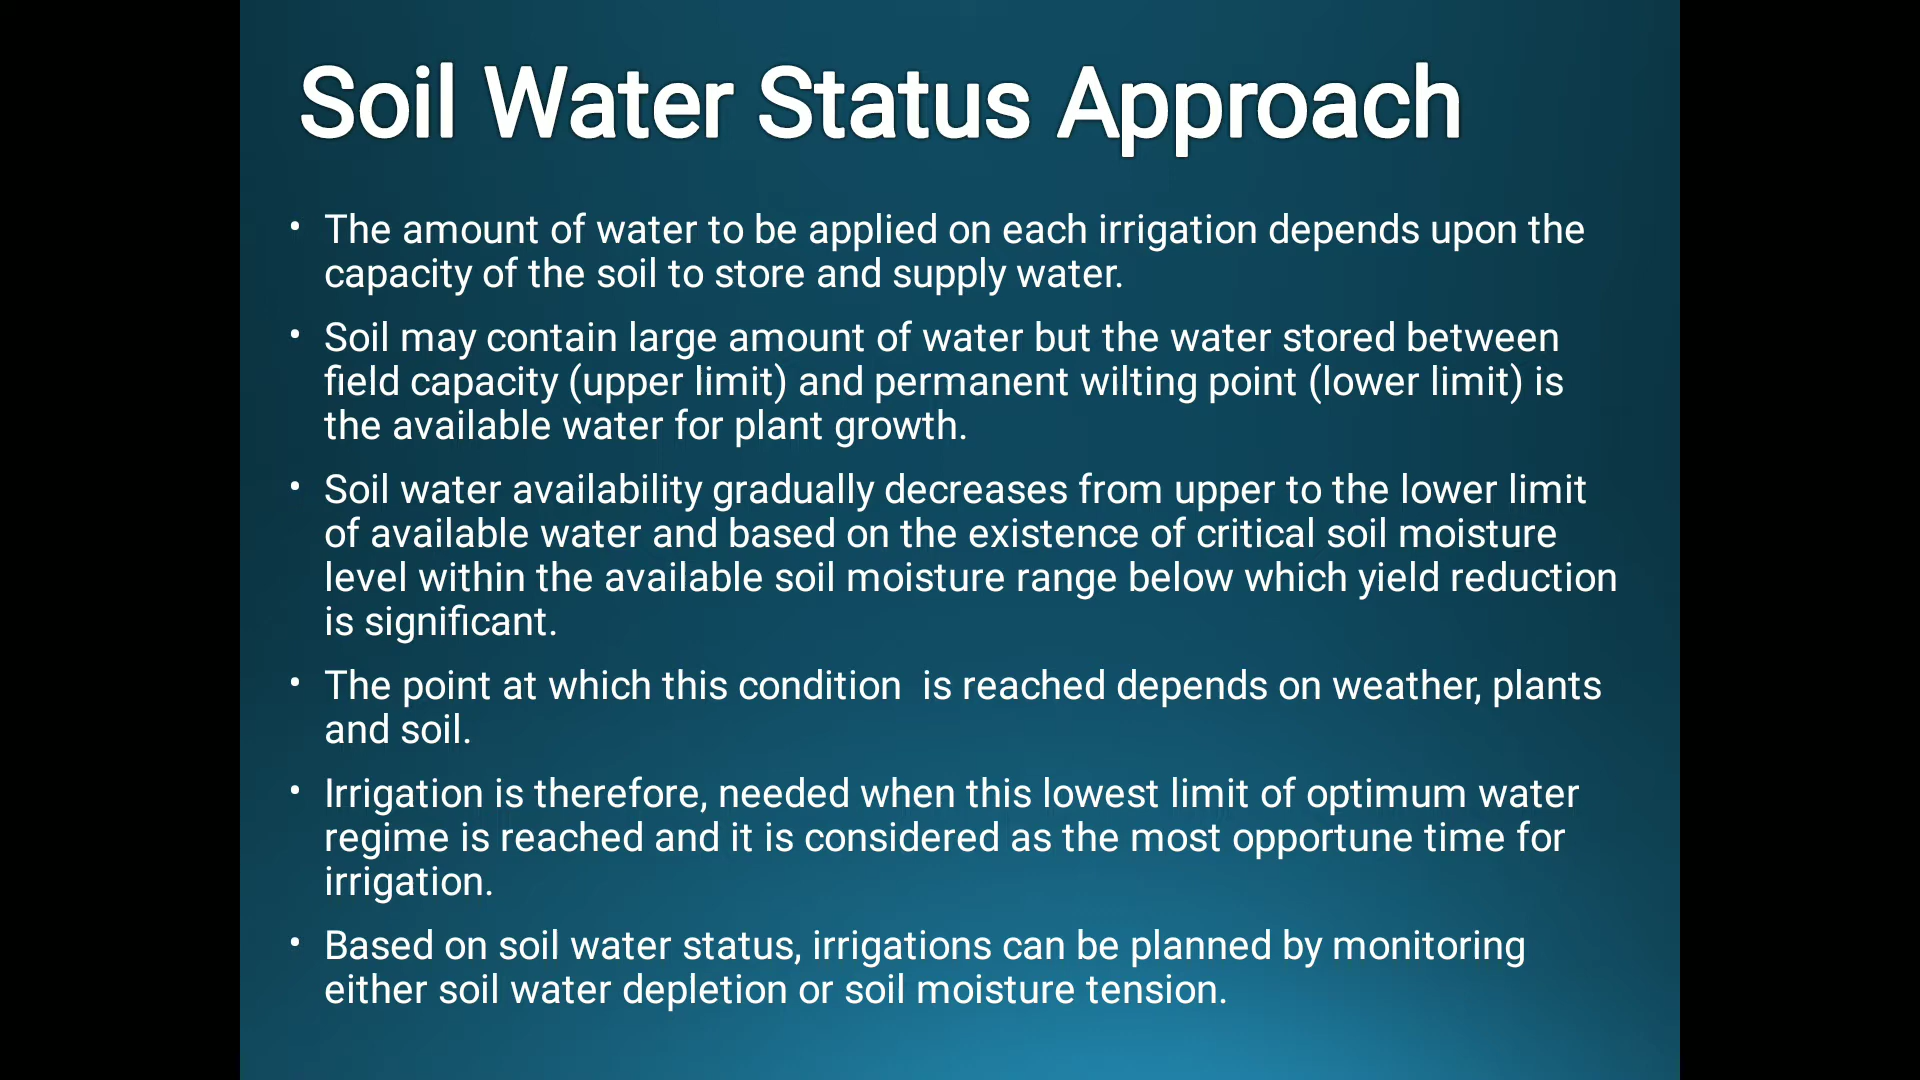 Soil Water Status Approach
• The amount of water to be applied on each irrigation depends upon the
capacity of the soil to store and supply water.
• Soil may contain large amount of water but the water stored between
field capacity (upper limit) and permanent wilting point (lower limit) is
the available water for plant growth.
• Soil water availability gradually decreases from upper to the lower limit
of available water and based on the existence of critical soil moisture
level within the available soil moisture range below which yield reduction
is significant.
• The point at which this condition  is reached depends on weather, plants
and soil.
• Irrigation is therefore, needed when this lowest limit of optimum water
regime is reached and it is considered as the most opportune time for
irrigation.
• Based on soil water status, irrigations can be planned by monitoring
either soil water depletion or soil moisture tension.